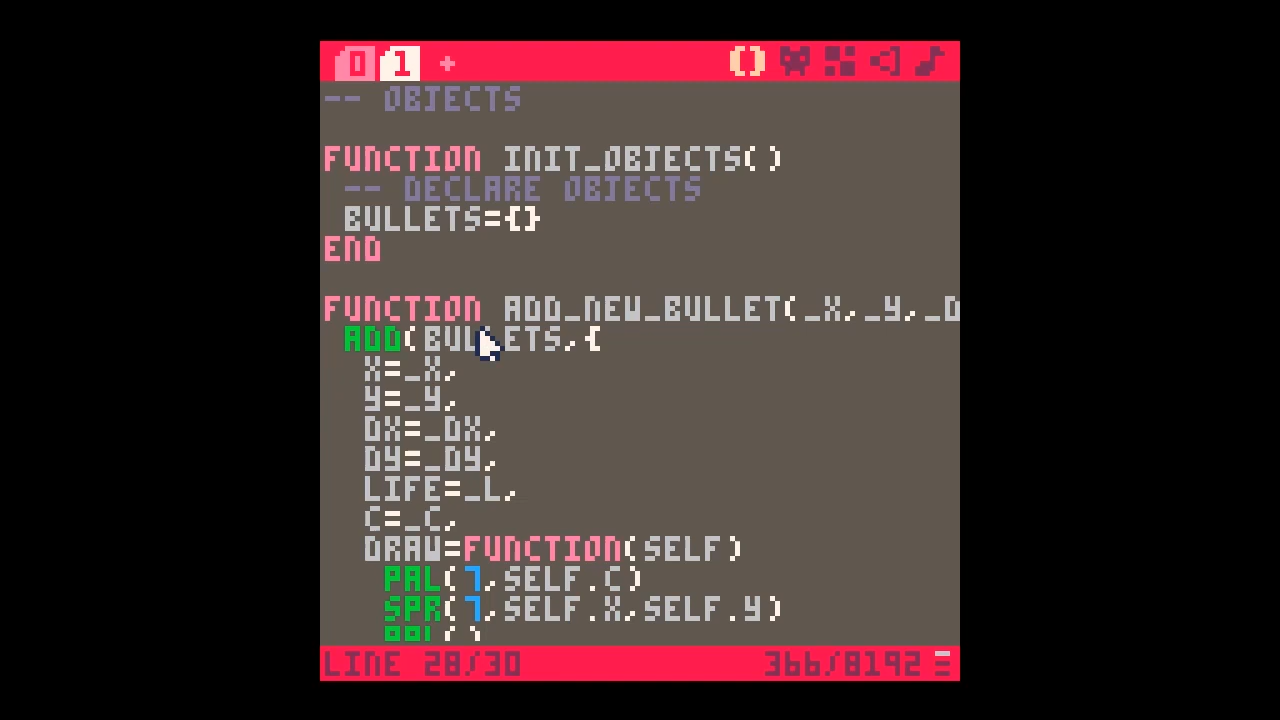 0 1 +
-- OBJECTS
FUNCTION INIT_OBJECTS()
-- DECLARE OBJECTS
BULLETS={}
END
FUNCTION ADD_NEW_BULLET(_X,_Y,_D
ADD(BULLETS,{
X=_X,
Y=_Y,
DX=_DX,
DY=_DY,
LIFE=_L,
C=_C,
DRAW=FUNCTION(SELF)
PAL(7,SELF.C)
SPR(7,SELF.X,SELF.Y)
PAL()
LINE 28/30 366/8192